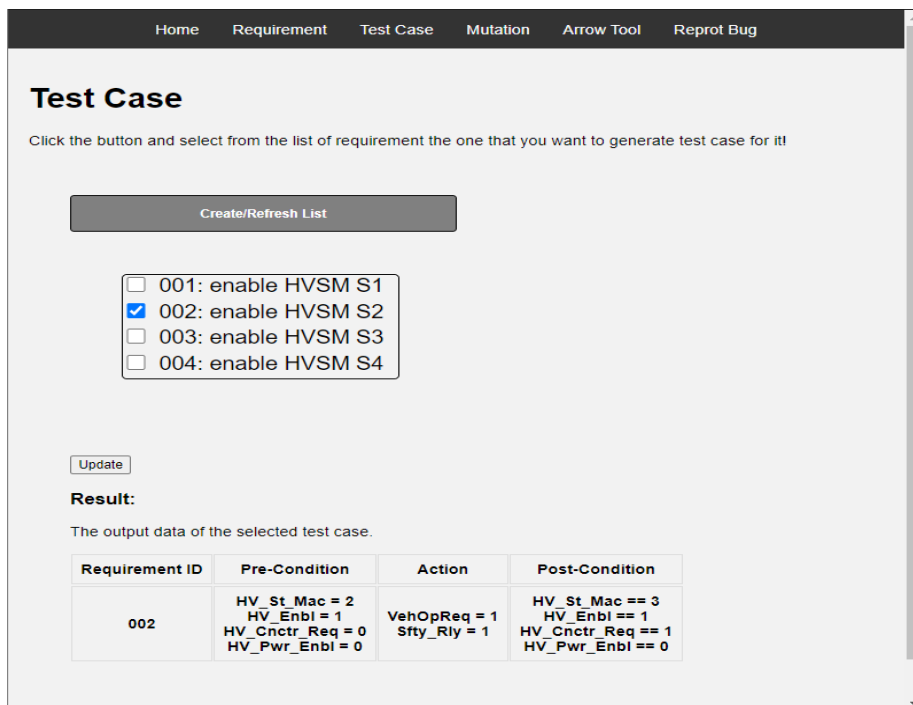 Home Requirement Test Case Mutation Arrow Tool Reprot Bug
Test Case
Click the button and select from the list of requirement the one that you want to generate test case for it!
Create/Refresh List
001: enable HVSM S1
002: enable HVSM S2
003: enable HVSM S3
004: enable HVSM S4
Update
Result:
The output data of the selected test case.
Requirement ID Pre-Condition Action Post-Condition
002
HV_St_Mac = 2
HV_Enbl = 1
HV_Cnctr_Req = 0
HV_Pwr_Enbl = 0
VehOpReq = 1
Sfty_Rly = 1
HV_St_Mac == 3
HV_Enbl == 1
HV_Cnctr_Req == 1
HV_Pwr_Enbl == 0